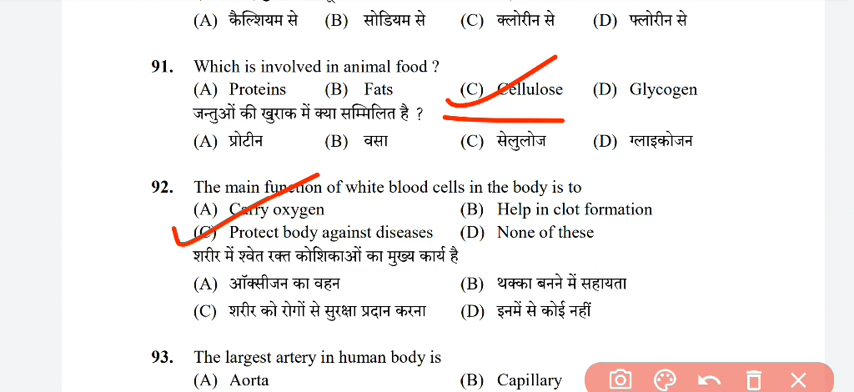 (A) कैल्शियम से (B) सोडियम से (C) क्लोरीन से (D) फ्लोरीन से
91. Which is involved in animal food ?
(A) Proteins (B) Fats (C) Cellulose (D) Glycogen
जन्तुओं की खुराक में क्या सम्मिलित है ?
(A) प्रोटीन (B) वसा (C) सेलुलोज (D) ग्लाइकोजन
92. The main function of white blood cells in the body is to
(A) Carry oxygen (B) Help in clot formation
(C) Protect body against diseases (D) None of these
शरीर में श्वेत रक्त कोशिकाओं का मुख्य कार्य है
(A) ऑक्सीजन का वहन (B) थक्का बनने में सहायता
(C) शरीर को रोगों से सुरक्षा प्रदान करना (D) इनमें से कोई नहीं
93. The largest artery in human body is
(A) Aorta (B) Capillary